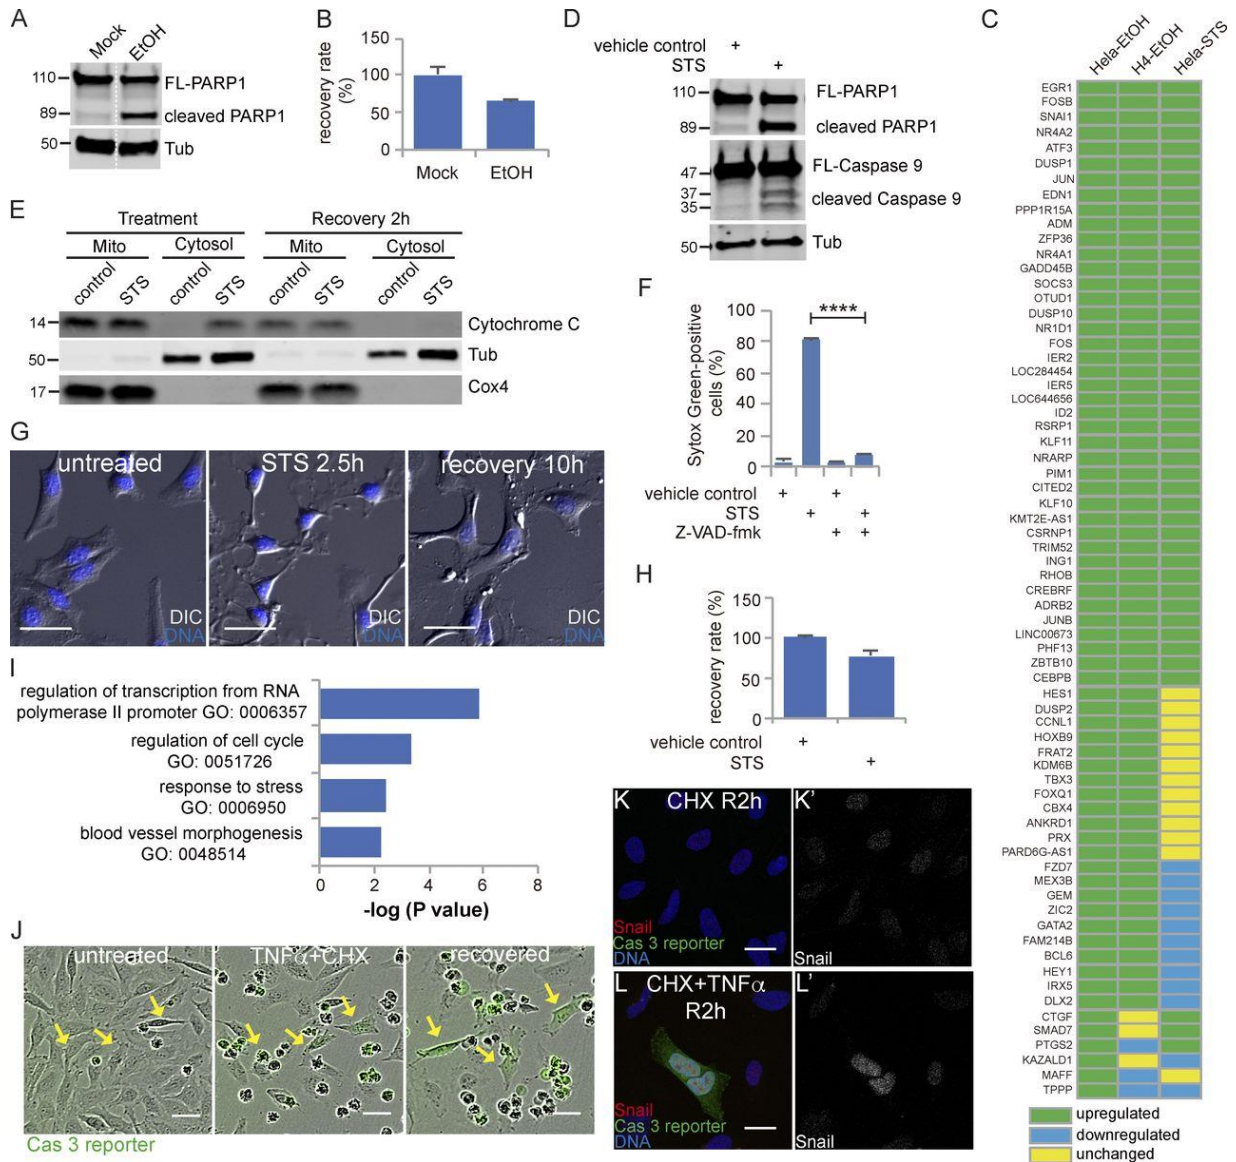 A
Mock
EtOH
110
FL-PARP1
89
cleaved PARP1
50
Tub
B
recovery rate
(%)
150
100
50
0
Mock
EtOH
D
vehicle control
+
STS
+
110
FL-PARP1
89
cleaved PARP1
FL-Caspase 9
47
37
cleaved Caspase 9
35
50
Tub
C
Hela-EtOH
H4-EtOH
Hela-STS
EGR1
FOSB
SNAI1
NR4A2
ATF3
DUSP1
JUN
EDN1
PPP1R15A
ADM
ZFP36
NR4A1
GADD45B
SOCS3
OTUD1
DUSP10
NR1D1
FOS
IER2
LOC284454
IER5
LOC644656
ID2
RSRP1
KLF11
NRARP
PIM1
CITED2
KLF10
KMT2E-AS1
CSRNP1
TRIM52
ING1
RHOB
CREBRF
ADRB2
JUNB
LINC00673
PHF13
ZBTB10
CEBPB
HES1
DUSP2
CCNL1
HOXB9
FRAT2
KDM6B
TBX3
FOXQ1
CBX4
ANKRD1
PRX
PARD6G-AS1
FZD7
MEX3B
GEM
ZIC2
GATA2
FAM214B
BCL6
HEY1
IRX5
DLX2
CTGF
SMAD7
PTGS2
KAZALD1
MAFF
TPPP
upregulated
downregulated
unchanged
E
Treatment
Recovery 2h
Mito
Cytosol
Mito
Cytosol
control
STS
control
STS
control
STS
control
STS
14
Cytochrome C
50
Tub
17
Cox4
F
Sytox Green-positive
cells (%)
100
80
60
40
20
0
****
vehicle control
+ +
STS
+ +
Z-VAD-fmk
+ +
G
untreated
STS 2.5h
recovery 10h
DIC
DNA
DIC
DNA
DIC
DNA
H
recovery rate (%)
150
100
50
0
vehicle control
+
STS
+
I
regulation of transcription from RNA
polymerase II promoter GO: 0006357
regulation of cell cycle
GO: 0051726
response to stress
GO: 0006950
blood vessel morphogenesis
GO: 0048514
0 2 4 6 8
-log (P value)
J
untreated
TNFα+CHX
recovered
Cas 3 reporter
K
CHX R2h
Snail
Cas 3 reporter
DNA
K'
Snail
L
CHX+TNFα
R2h
Snail
Cas 3 reporter
DNA
L'
Snail